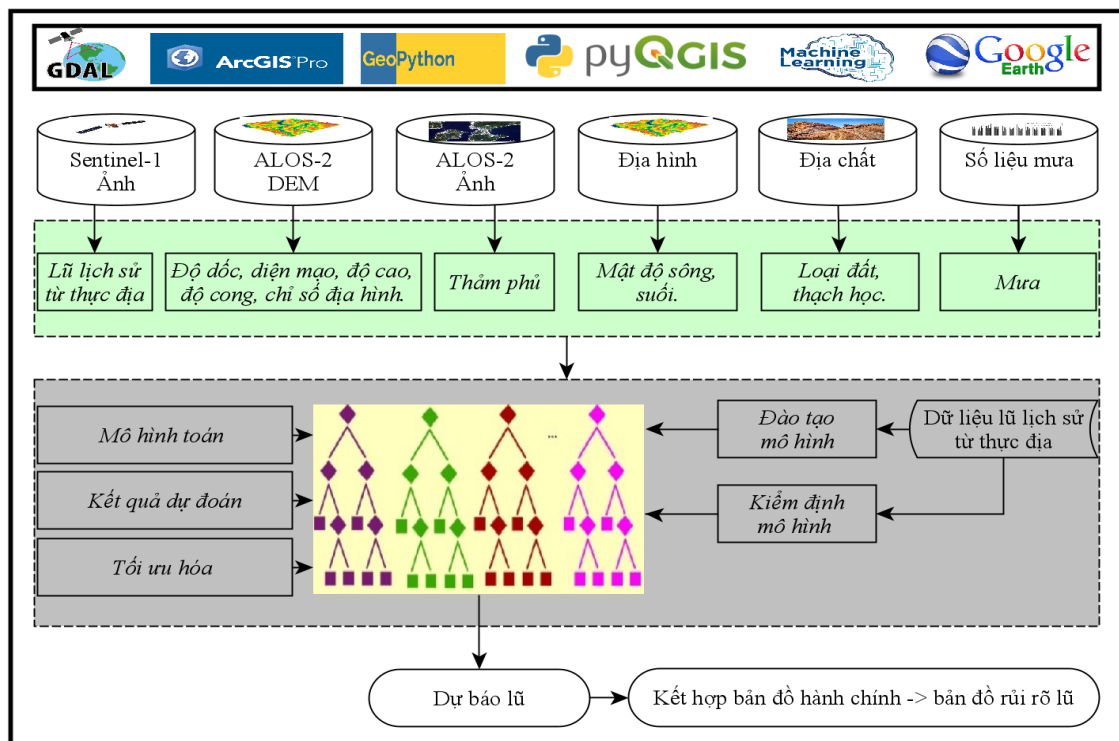 GDAL
ArcGIS Pro
GeoPython
pyQGIS
Machine
Learning
Google
Earth
Sentinel-1
Ảnh
ALOS-2
DEM
ALOS-2
Ảnh
Địa hình
Địa chất
Số liệu mưa
Lũ lịch sử
từ thực địa
Độ dốc, diện mạo, độ cao,
độ cong, chỉ số địa hình.
Thảm phủ
Mật độ sông,
suối.
Loại đất,
thạch học.
Mưa
Mô hình toán
Kết quả dự đoán
Tối ưu hóa
...
Đào tạo
mô hình
Kiểm định
mô hình
Dữ liệu lũ lịch sử
từ thực địa
Dự báo lũ
Kết hợp bản đồ hành chính -> bản đồ rủi rõ lũ